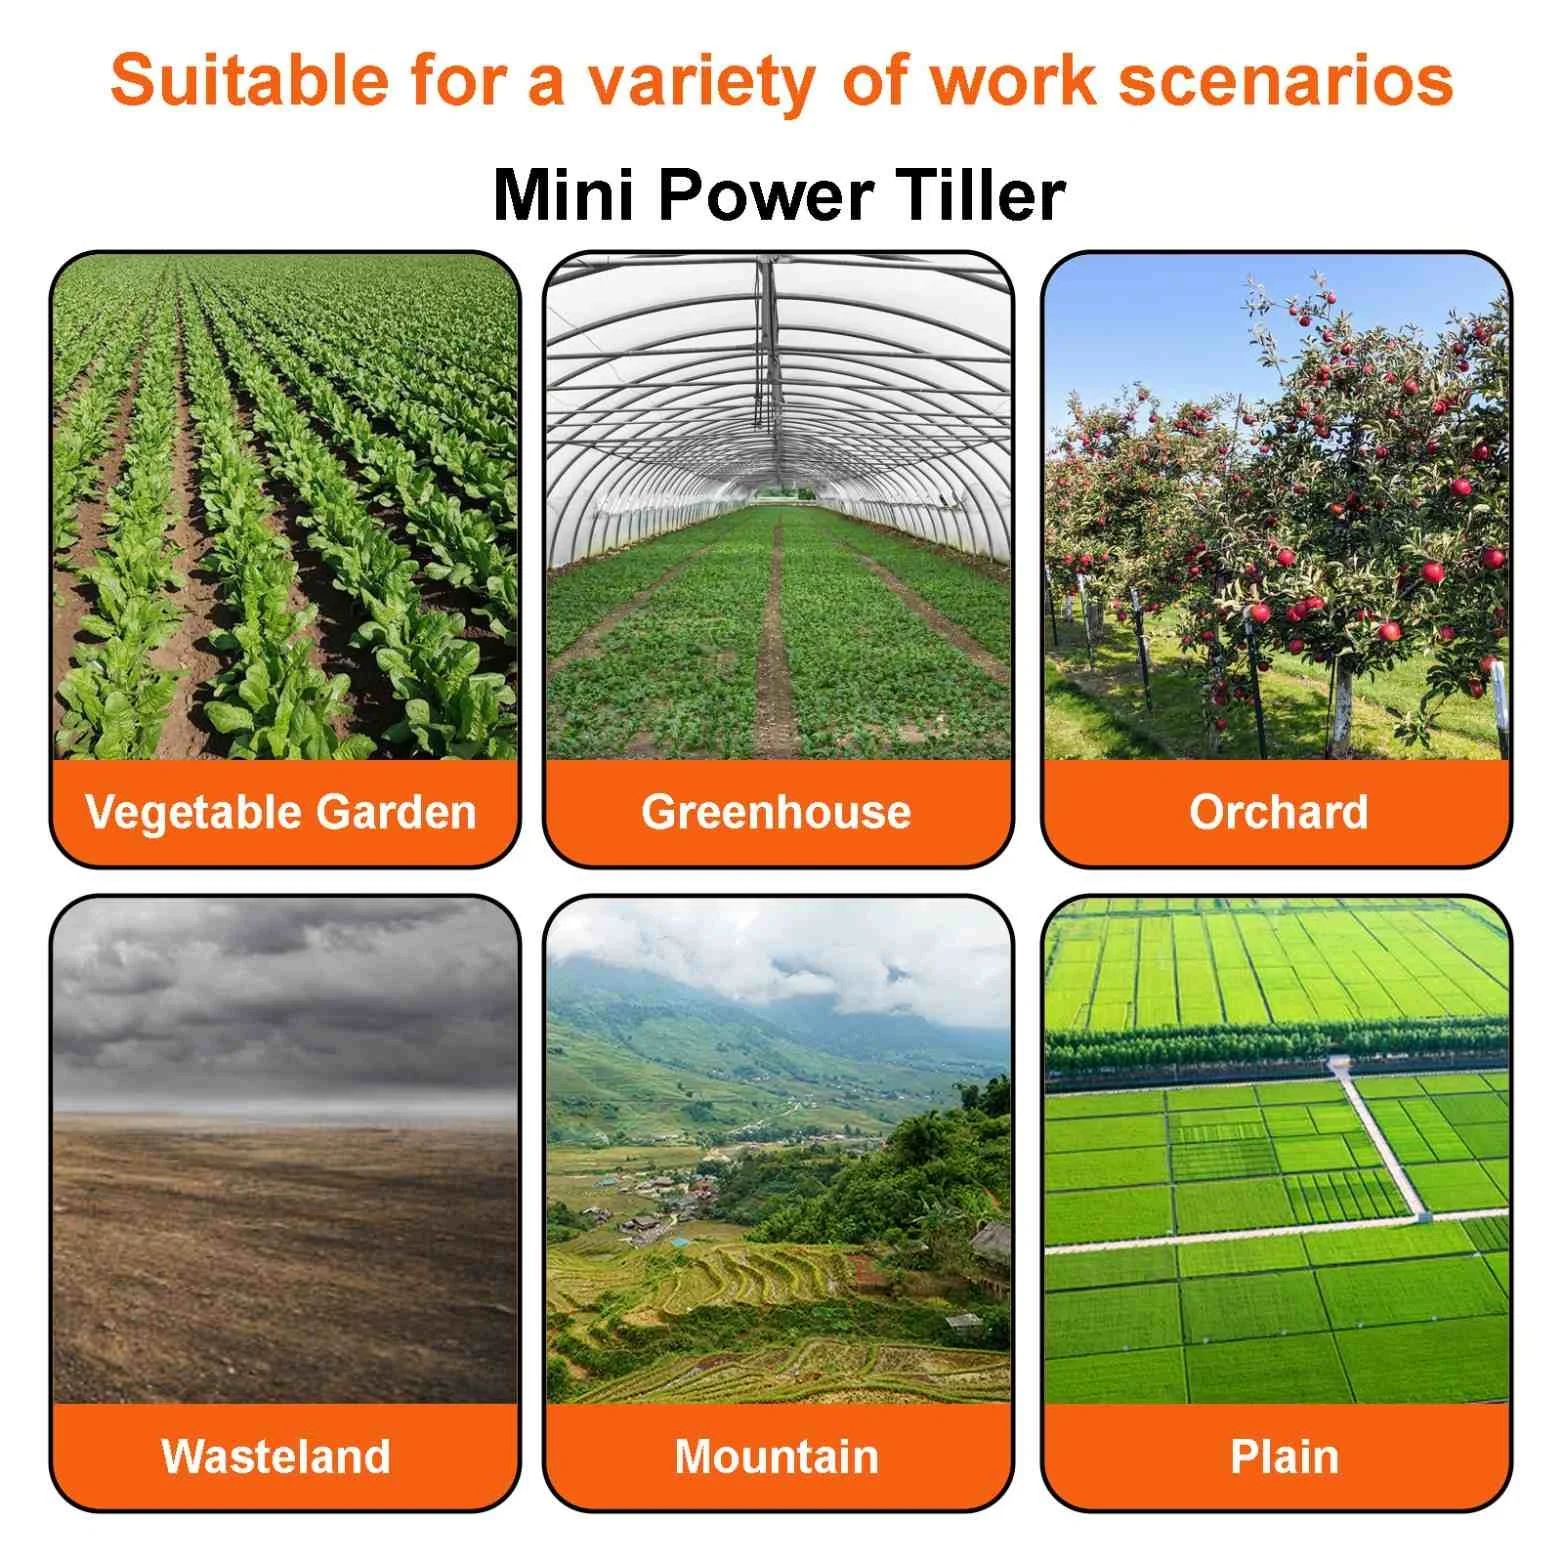 Suitable for a variety of work scenarios
Mini Power Tiller
Vegetable Garden
Greenhouse
Orchard
Wasteland
Mountain
Plain